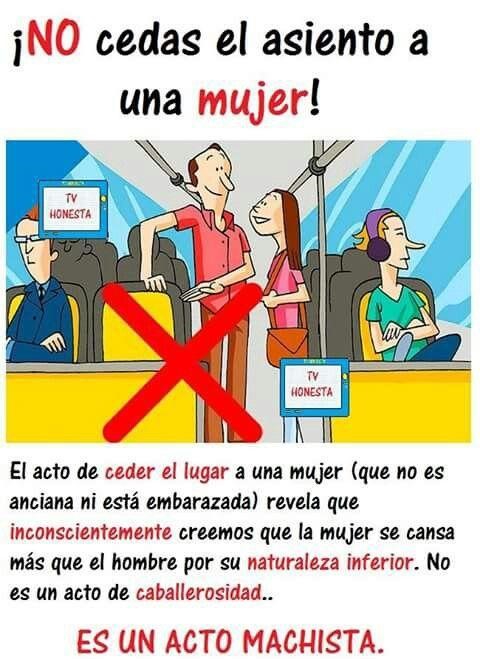 ¡NO cedas el asiento a
una mujer!
TV
HONESTA
TV
HONESTA
El acto de ceder el lugar a una mujer (que no es
anciana ni está embarazada) revela que
inconscientemente creemos que la mujer se cansa
más que el hombre por su naturaleza inferior. No
es un acto de caballerosidad..
ES UN ACTO MACHISTA.